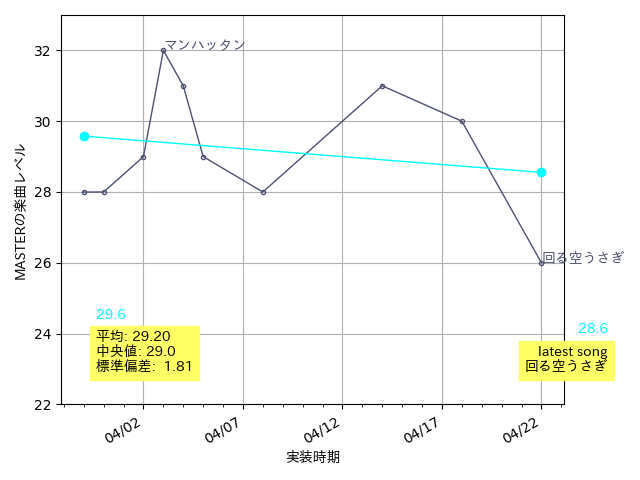 32
30
28
26
24
22
MASTERの楽曲レベル
マンハッタン
回る空うさぎ
29.6
平均: 29.20
中央値: 29.0
標準偏差: 1.81
28.6
latest song
回る空うさぎ
04/02
04/07
04/12
04/17
04/22
実装時期